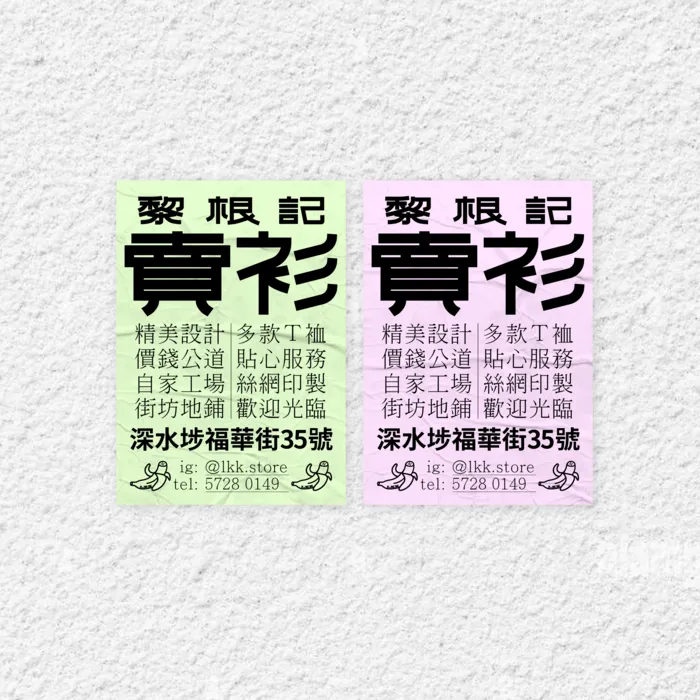 黎根記
賣衫
精美設計 多款T裇
價錢公道 貼心服務
自家工場 絲網印製
街坊地鋪 歡迎光臨
深水埗福華街35號
ig: @lkk.store
tel: 5728 0149
黎根記
賣衫
精美設計 多款T裇
價錢公道 貼心服務
自家工場 絲網印製
街坊地鋪 歡迎光臨
深水埗福華街35號
ig: @lkk.store
tel: 5728 0149